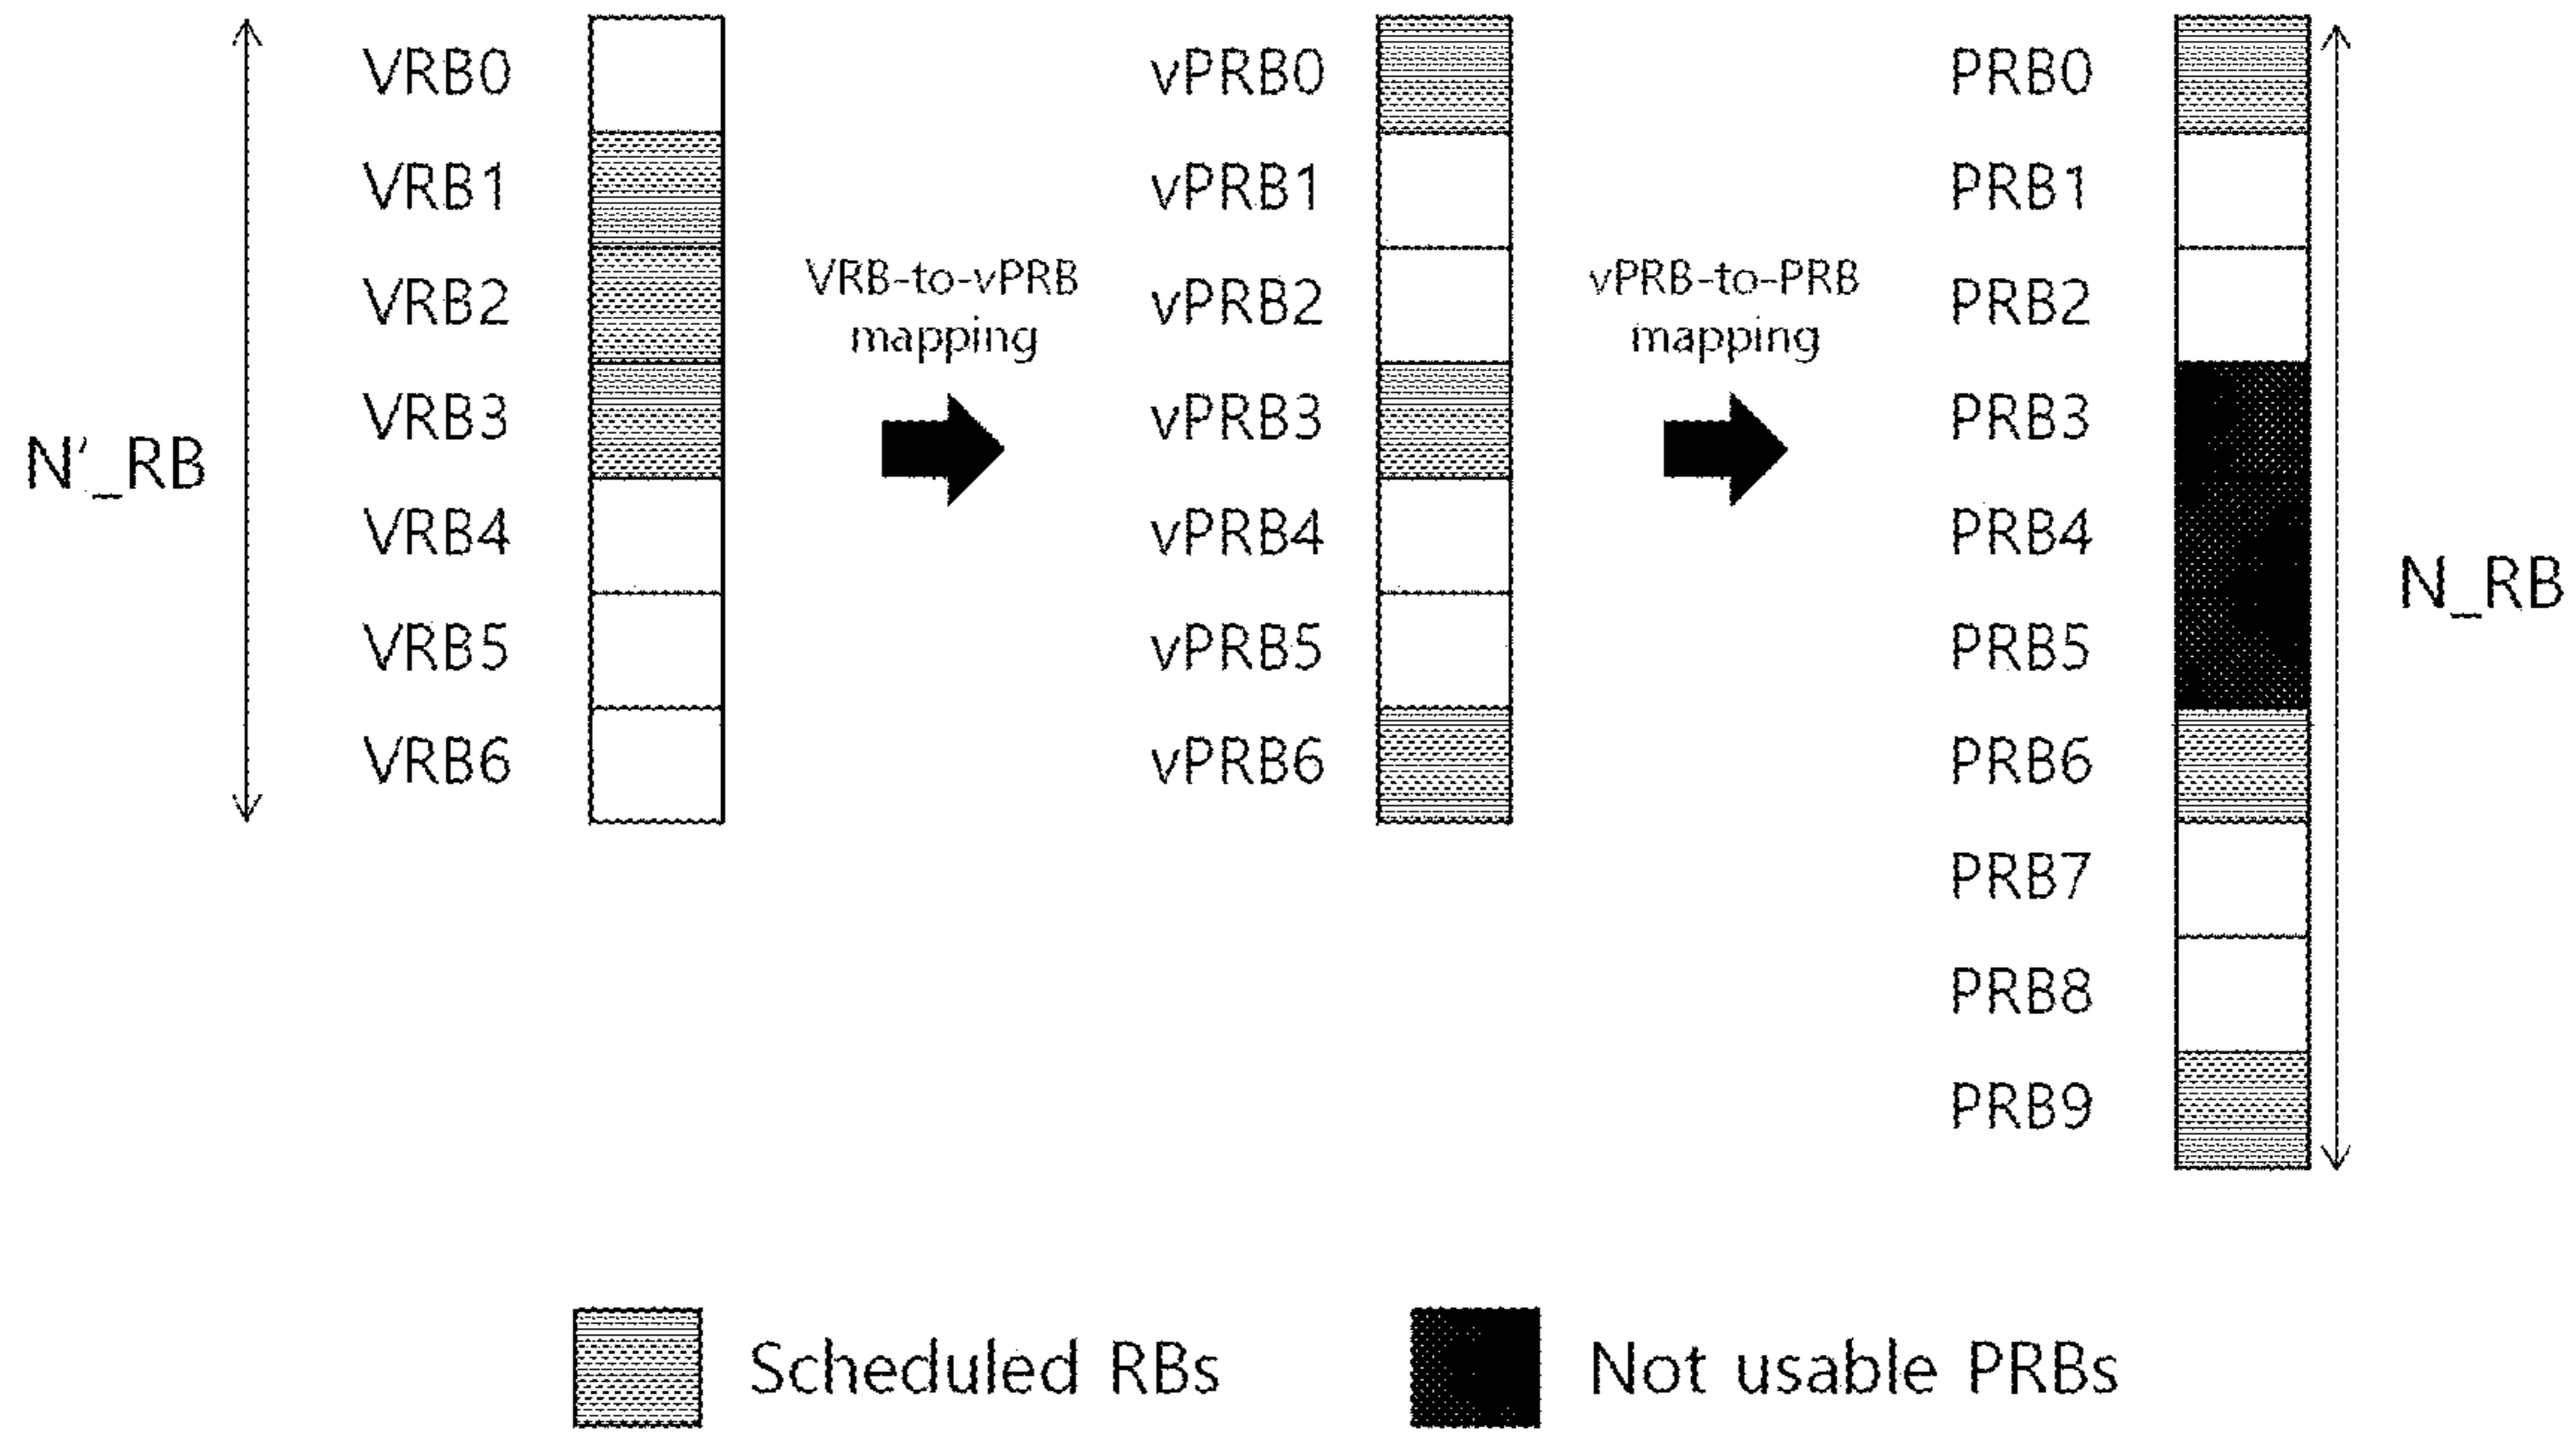 N'_RB
VRB0
VRB1
VRB2
VRB3
VRB4
VRB5
VRB6
VRB-to-vPRB
mapping
vPRB0
vPRB1
vPRB2
vPRB3
vPRB4
vPRB5
vPRB6
vPRB-to-PRB
mapping
PRB0
PRB1
PRB2
PRB3
PRB4
PRB5
PRB6
PRB7
PRB8
PRB9
N_RB
Scheduled RBs
Not usable PRBs